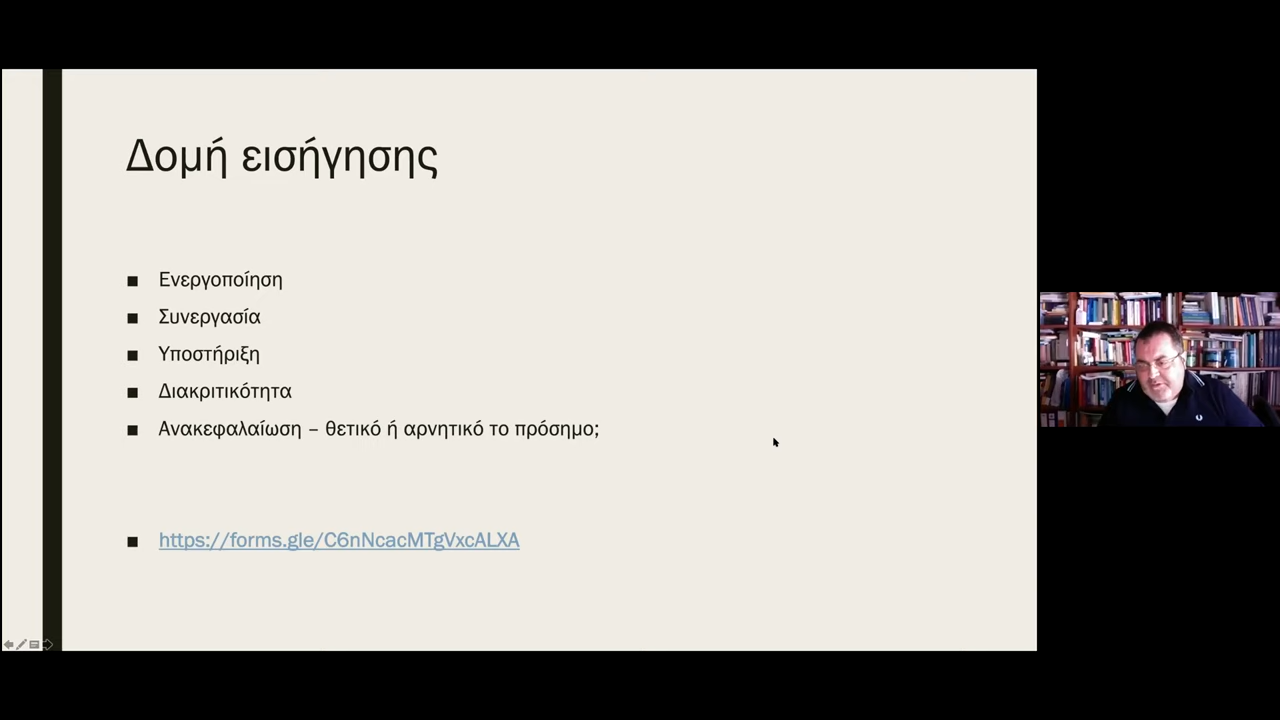 Δομή εισήγησης
■ Ενεργοποίηση
■ Συνεργασία
■ Υποστήριξη
■ Διακριτικότητα
■ Ανακεφαλαίωση – θετικό ή αρνητικό το πρόσημο;
■ https://forms.gle/C6nNcacMTgVxcALXA